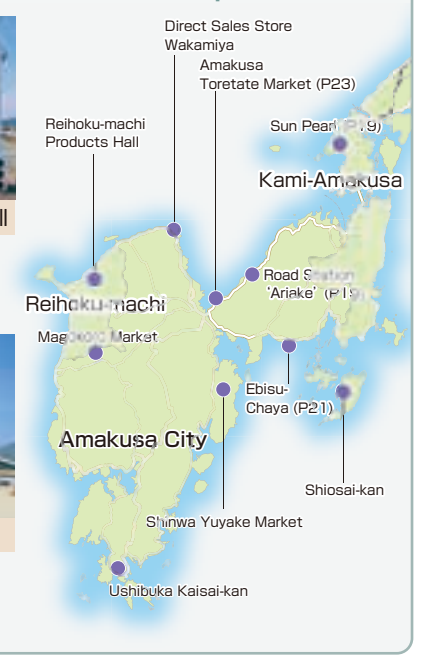 Direct Sales Store
Wakamiya
Amakusa
Toretate Market (P23)
Reihoku-machi
Products Hall
Sun Pearl (P19)
Kami-Amakusa
ll
Road Station
'Ariake' (P19)
Reihoku-machi
Market
Ebisu-
Chaya (P21)
Amakusa City
Shiosai-kan
Shinwa Yuyake Market
Ushibuka Kaisai-kan